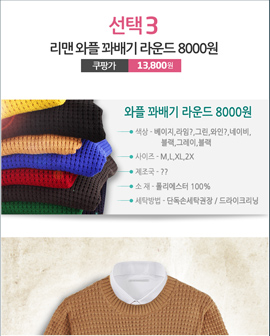 선택 3
리맨 와플 꽈배기 라운드 8000원
쿠팡가 13,800원
와플 꽈배기 라운드 8000원
색상 - 베이지,라임?,그린,와인?,네이비,
블랙,그레이,블랙
사이즈 - M,L,XL,2X
제조국 - ??
소 재 - 폴리에스터 100%
세탁방법 - 단독손세탁권장 / 드라이크리닝